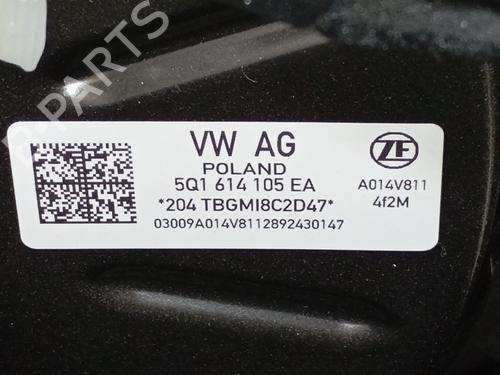 B-PARTS
VW AG
POLAND
5Q1 614 105 EA
*204 TBGMI8C2D47*
03009A014V8112892430147
ZF
A014V811
4f2M